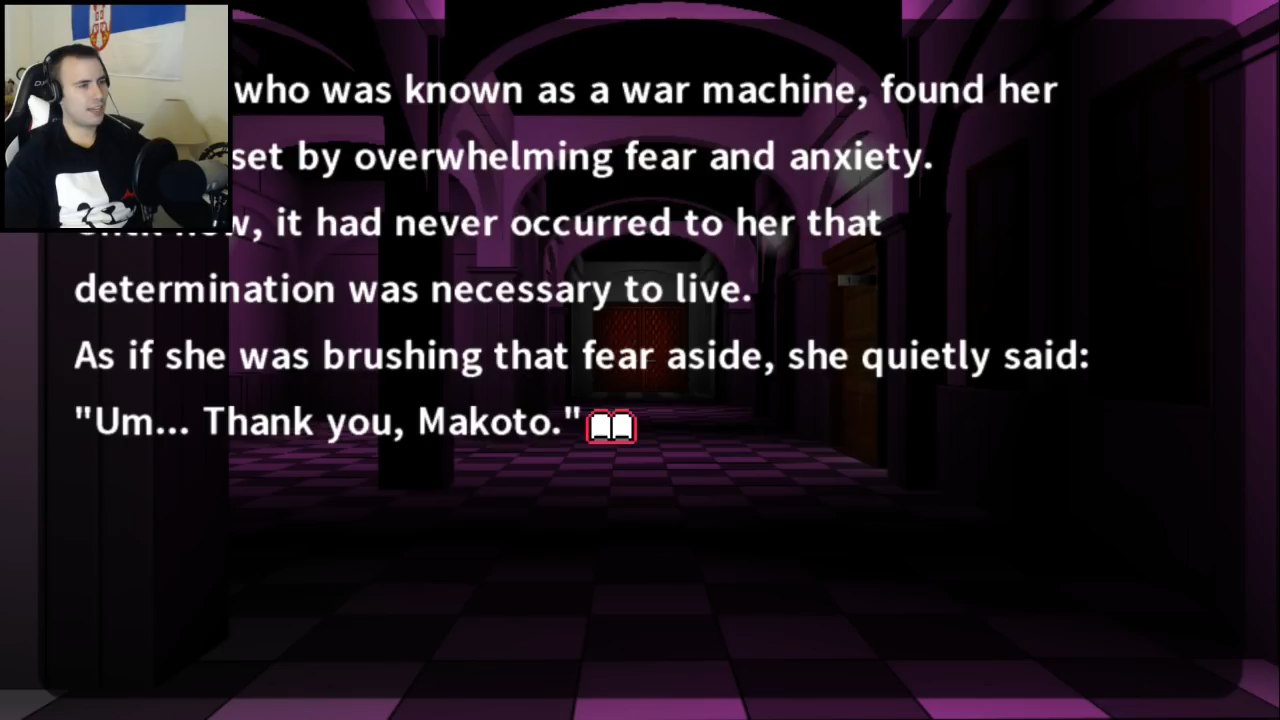 who was known as a war machine, found her
set by overwhelming fear and anxiety.
it had never occurred to her that
determination was necessary to live.
As if she was brushing that fear aside, she quietly said:
"Um... Thank you, Makoto."